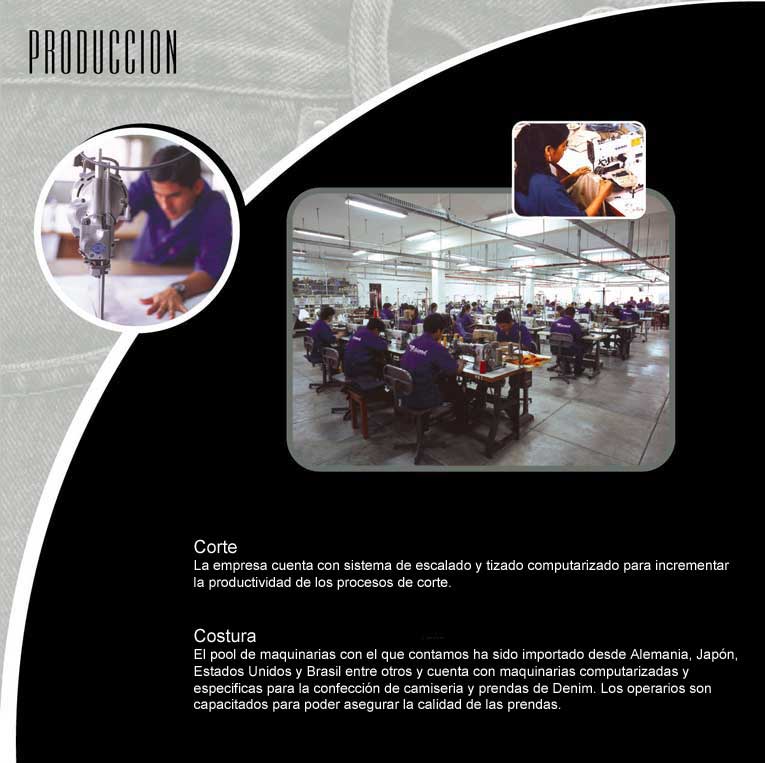 PRODUCCION
Corte
La empresa cuenta con sistema de escalado y tizado computarizado para incrementar
la productividad de los procesos de corte.
Costura
El pool de maquinarias con el que contamos ha sido importado desde Alemania, Japón,
Estados Unidos y Brasil entre otros y cuenta con maquinarias computarizadas y
especificas para la confección de camiseria y prendas de Denim. Los operarios son
capacitados para poder asegurar la calidad de las prendas.